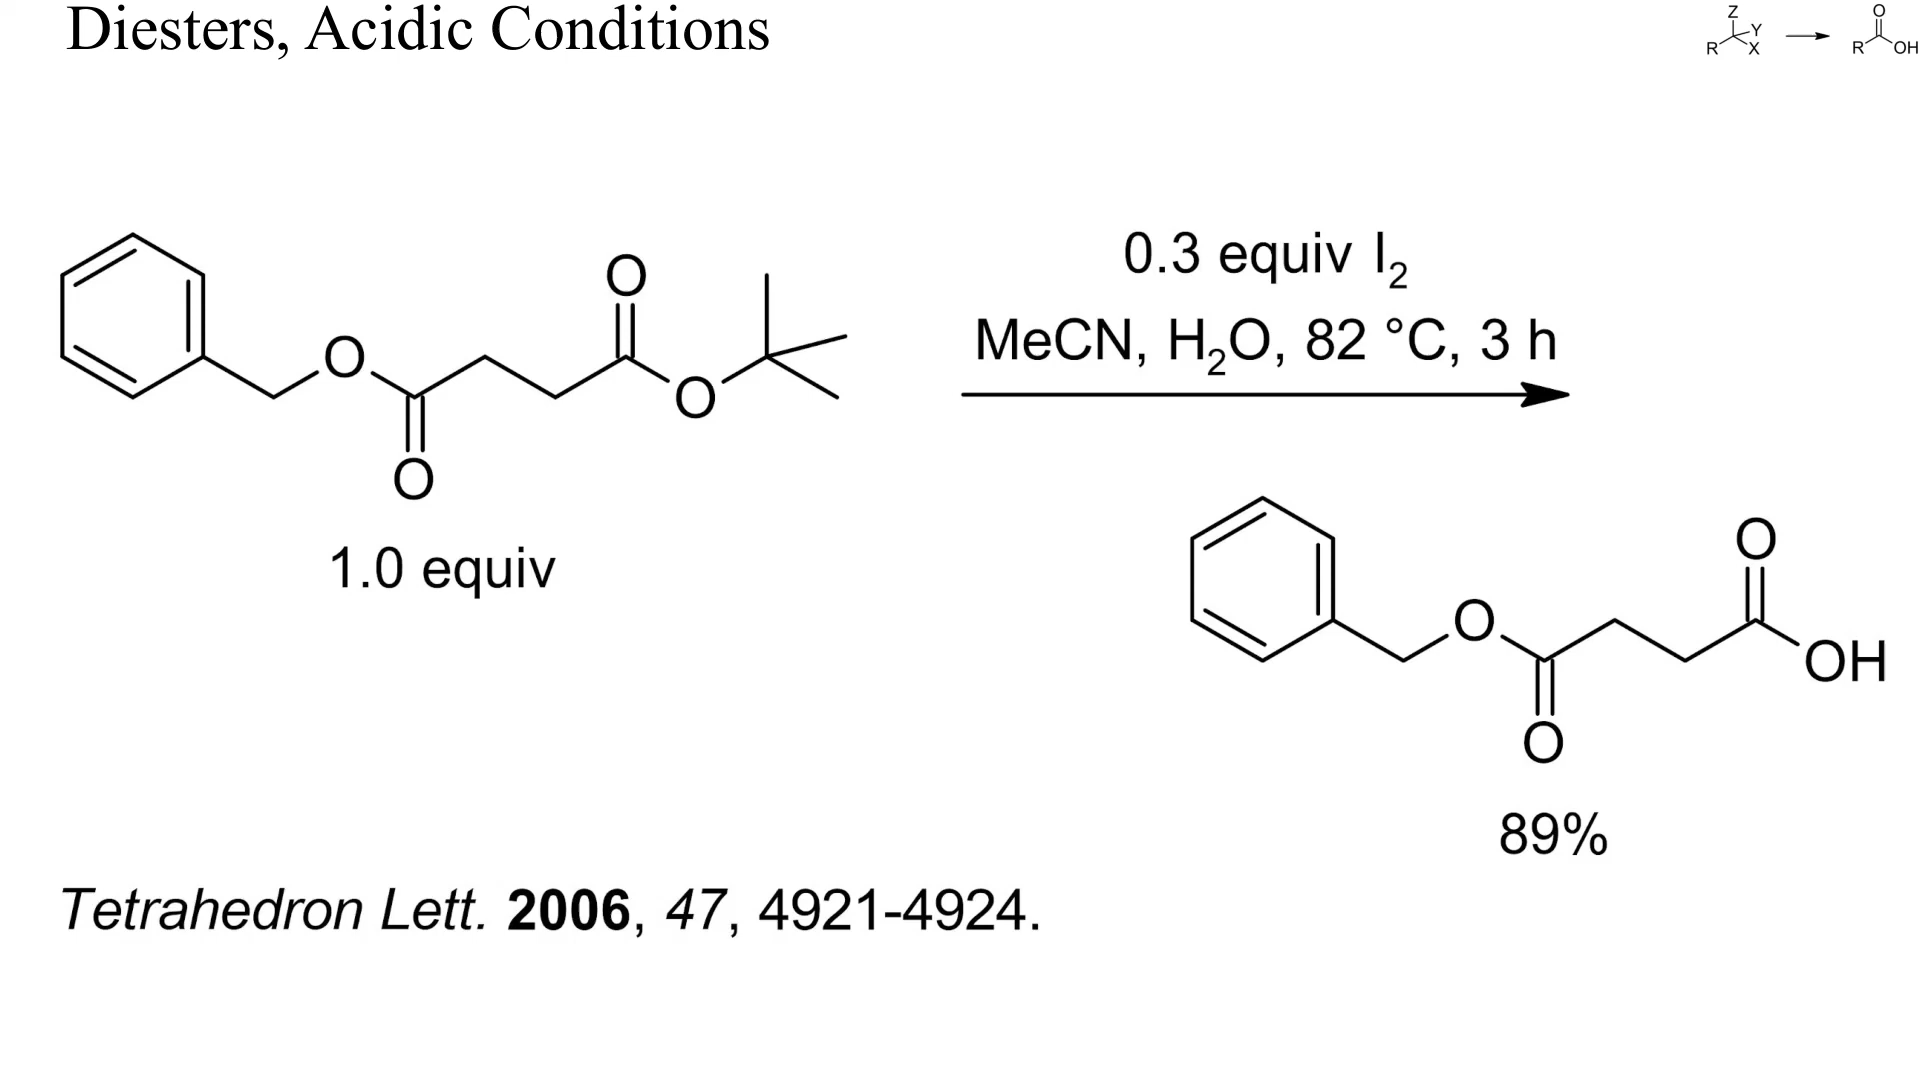 Diesters, Acidic Conditions
Z
Y
R
X
O
R
OH
0.3 equiv I₂
MeCN, H₂O, 82 °C, 3 h
O
O
O
O
1.0 equiv
O
O
OH
O
89%
Tetrahedron Lett. 2006, 47, 4921-4924.